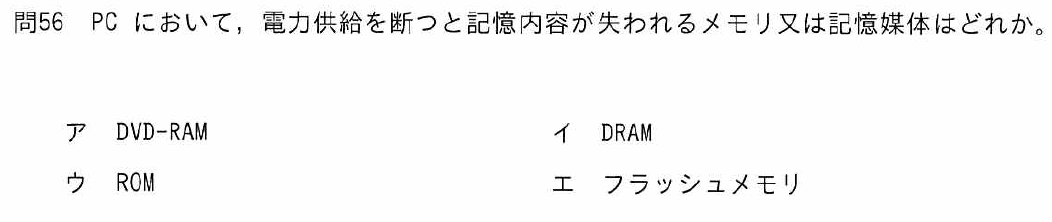 問56 PC において，電力供給を断つと記憶内容が失われるメモリ又は記憶媒体はどれか。
ア DVD-RAM イ DRAM
ウ ROM エ フラッシュメモリ